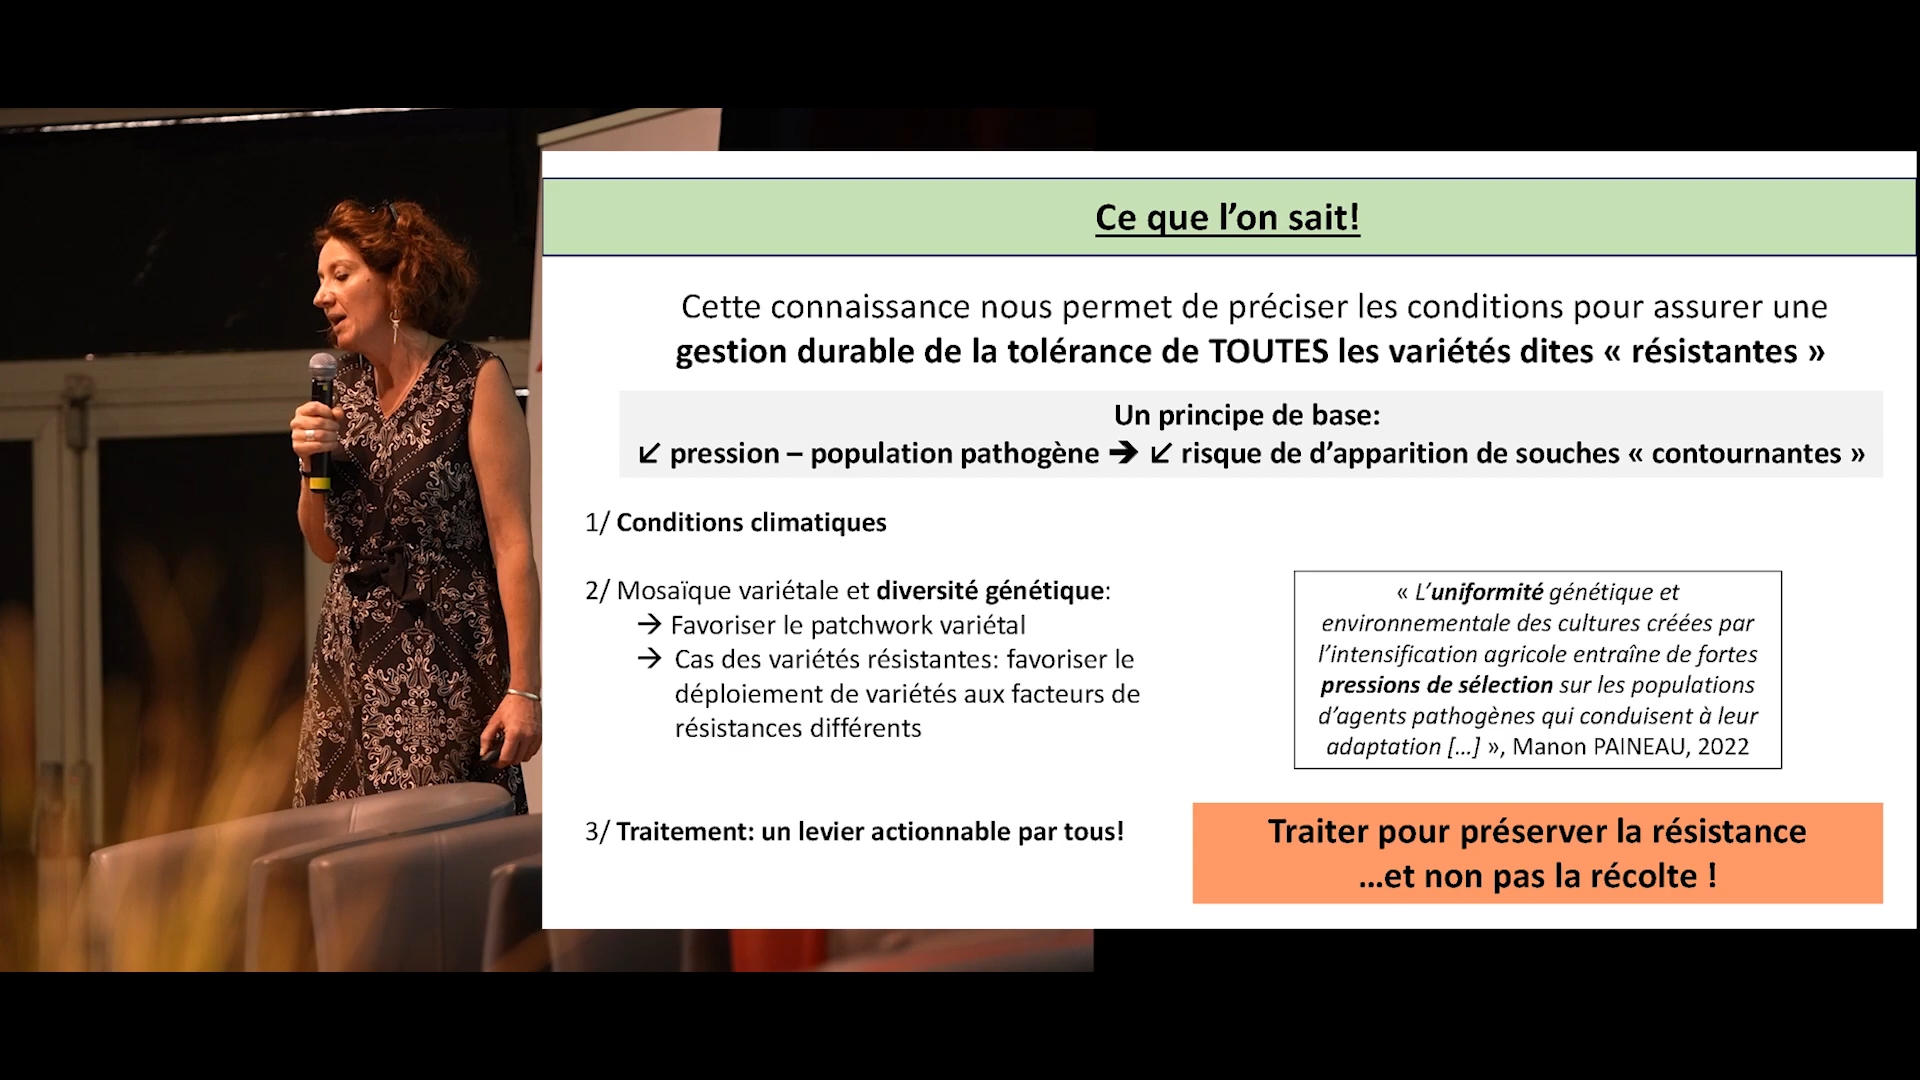 Ce que l'on sait!
Cette connaissance nous permet de préciser les conditions pour assurer une
gestion durable de la tolérance de TOUTES les variétés dites « résistantes »
Un principe de base:
↙ pression – population pathogène ➔ ↙ risque de d'apparition de souches « contournantes »
1/ Conditions climatiques
2/ Mosaïque variétale et diversité génétique:
→ Favoriser le patchwork variétal
→ Cas des variétés résistantes: favoriser le
déploiement de variétés aux facteurs de
résistances différents
« L'uniformité génétique et
environnementale des cultures créées par
l'intensification agricole entraîne de fortes
pressions de sélection sur les populations
d'agents pathogènes qui conduisent à leur
adaptation […] », Manon PAINEAU, 2022
3/ Traitement: un levier actionnable par tous!
Traiter pour préserver la résistance
…et non pas la récolte !